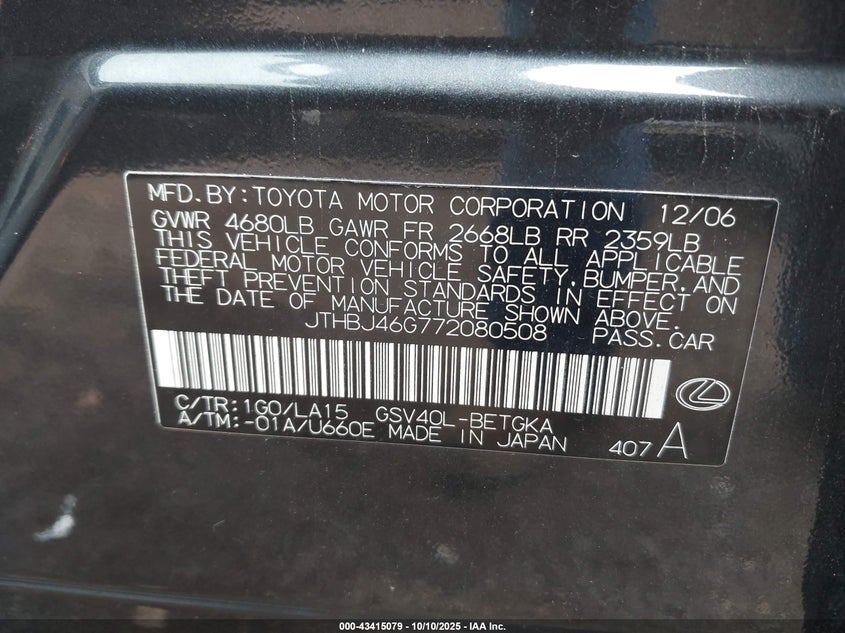 MFD.BY:TOYOTA MOTOR CORPORATION 12/06
GVWR 4680LB GAWR FR 2668LB RR 2359LB
THIS VEHICLE CONFORMS TO ALL APPLICABLE
FEDERAL MOTOR VEHICLE SAFETY,BUMPER,AND
THEFT PREVENTION STANDARDS IN EFFECT ON
THE DATE OF MANUFACTURE SHOWN ABOVE.
JTHBJ46G772080508 PASS.CAR
C/TR:1G0/LA15 GSV40L-BETGKA
A/TM:-01A/U660E MADE IN JAPAN
407 A
000-43415079 - 10/10/2025 - IAA Inc.